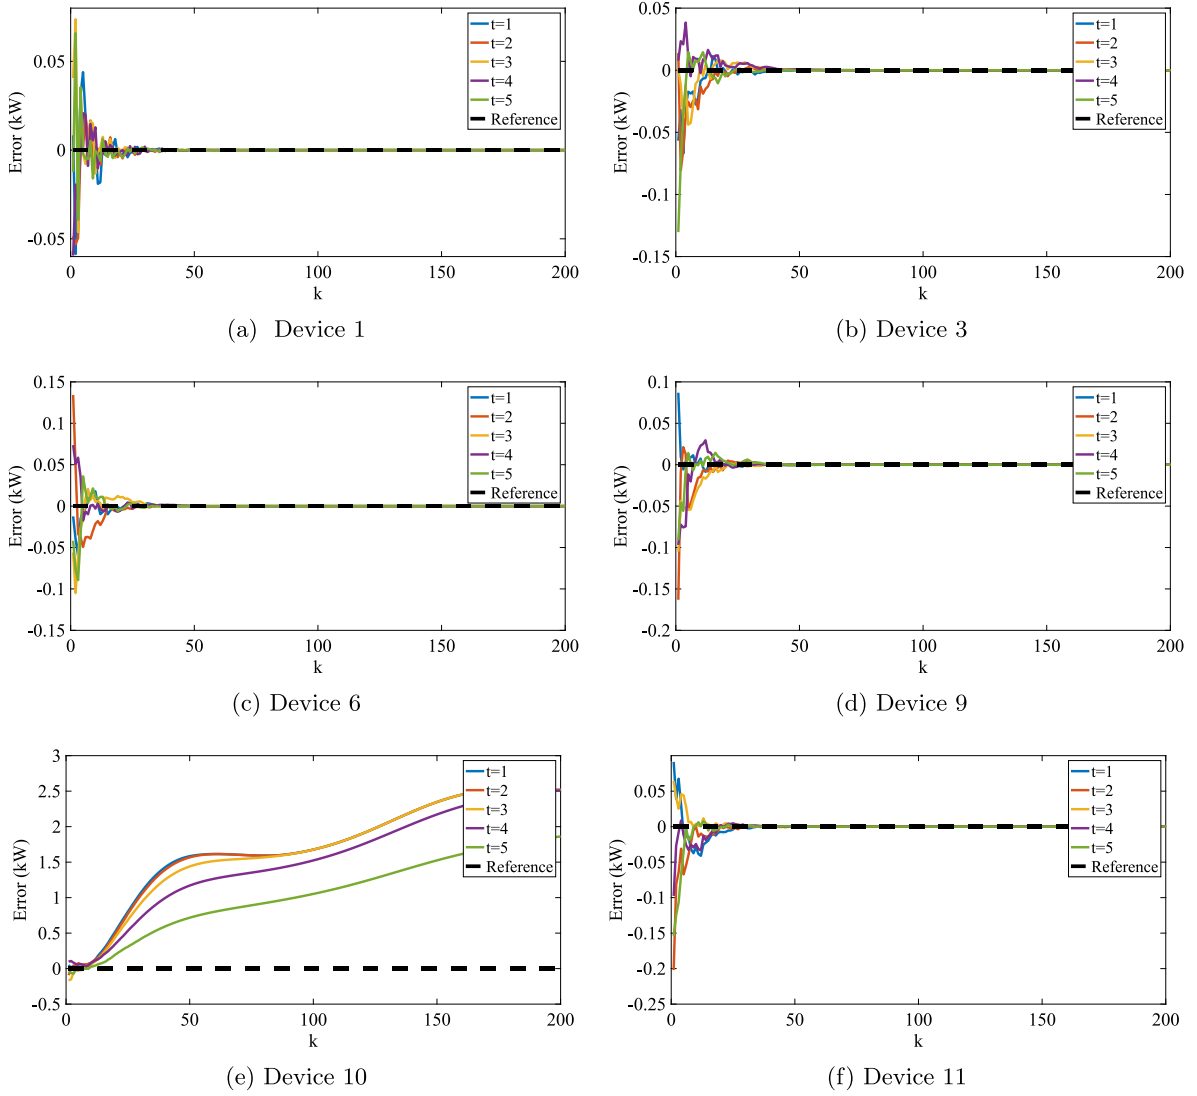 0.05
0
-0.05
Error (kW)
0
50
100
150
200
k
t=1
t=2
t=3
t=4
t=5
Reference
(a) Device 1
0.05
0
-0.05
-0.1
-0.15
Error (kW)
0
50
100
150
200
k
t=1
t=2
t=3
t=4
t=5
Reference
(b) Device 3
0.15
0.1
0.05
0
-0.05
-0.1
-0.15
Error (kW)
0
50
100
150
200
k
t=1
t=2
t=3
t=4
t=5
Reference
(c) Device 6
0.1
0.05
0
-0.05
-0.1
-0.15
-0.2
Error (kW)
0
50
100
150
200
k
t=1
t=2
t=3
t=4
t=5
Reference
(d) Device 9
3
2.5
2
1.5
1
0.5
0
-0.5
Error (kW)
0
50
100
150
200
k
t=1
t=2
t=3
t=4
t=5
Reference
(e) Device 10
0.1
0.05
0
-0.05
-0.1
-0.15
-0.2
-0.25
Error (kW)
0
50
100
150
200
k
t=1
t=2
t=3
t=4
t=5
Reference
(f) Device 11